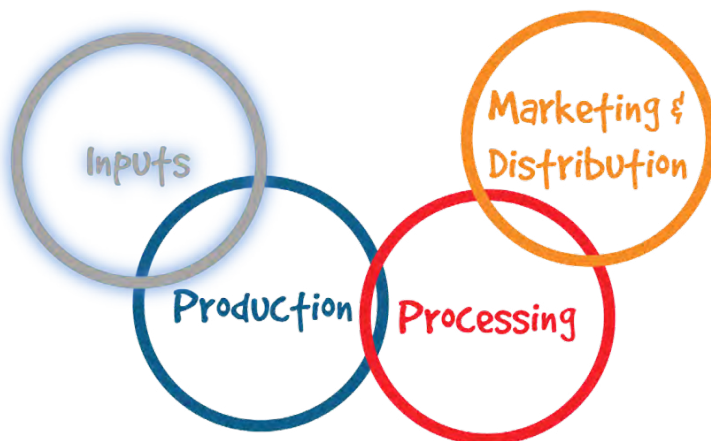 Inputs
Marketing &
Distribution
Production
Processing